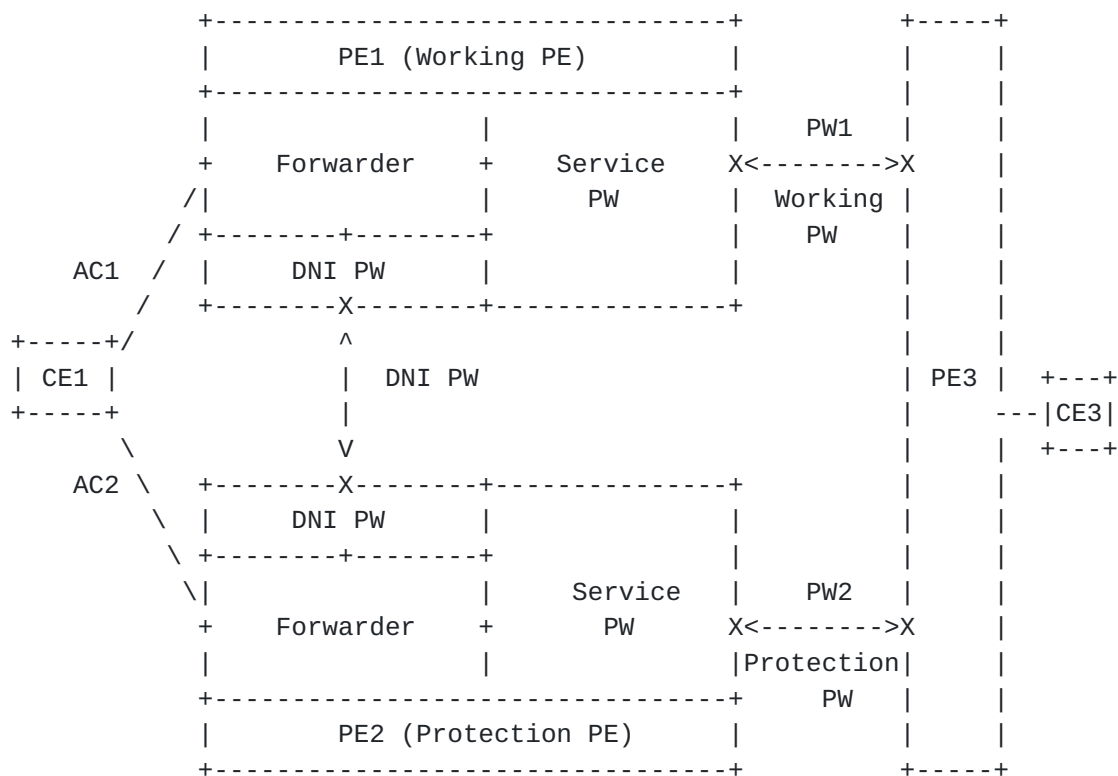 PE1 (Working PE)
PW1
Forwarder Service
PW Working
PW
AC1 DNI PW
CE1 DNI PW PE3
CE3
AC2
DNI PW
Service PW2
Forwarder PW
Protection
PW
PE2 (Protection PE)